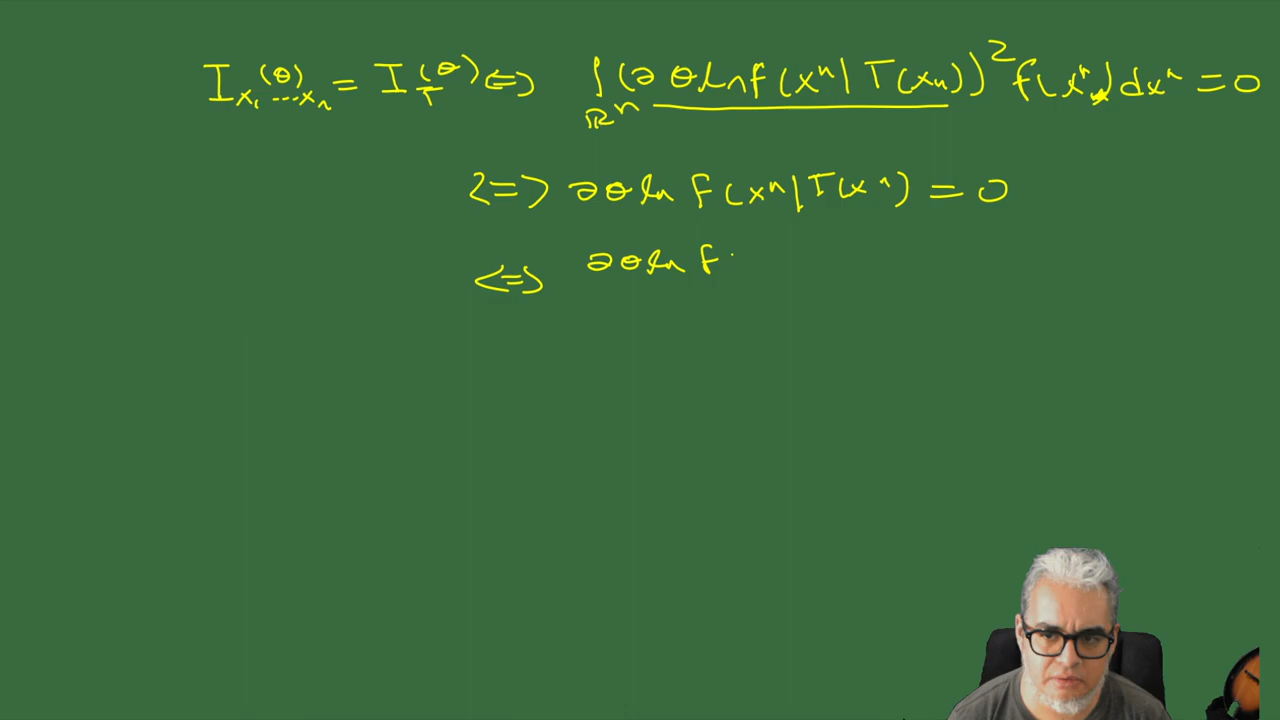 I_{X_1 ... X_n}(θ) = I_T(θ) <=> ∫_{ℝ^n} (∂θ ln f(x^n | T(x_n)))^2 f(x^n) dx^n = 0
<=> ∂θ ln f(x^n | T(x^n)) = 0
<=> ∂θ ln f